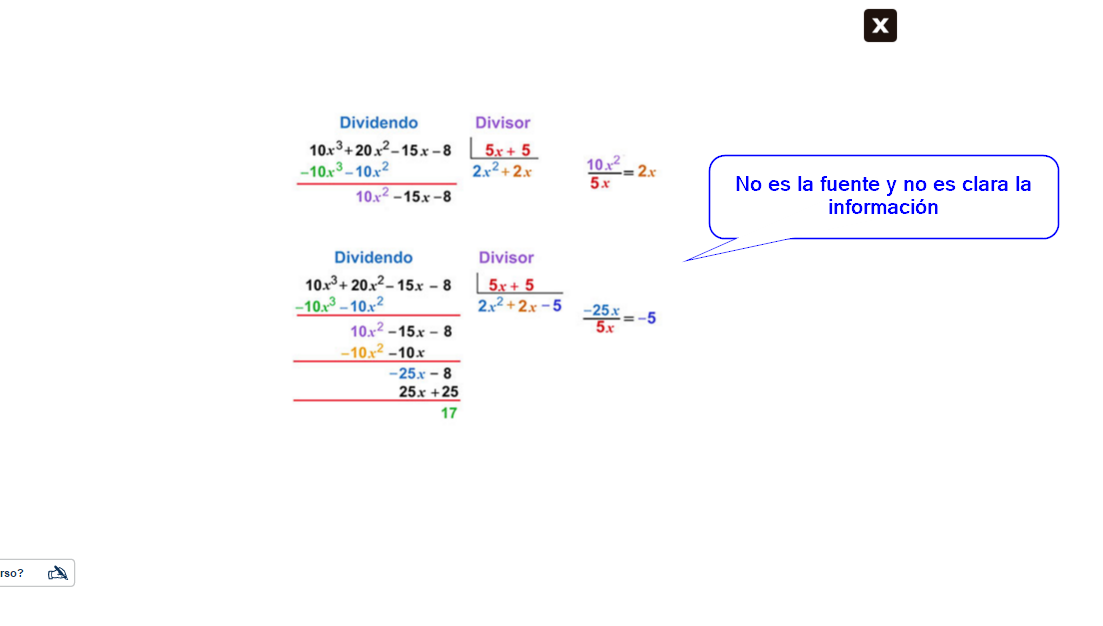 X
Dividendo Divisor
10x³+20x²−15x−8 5x+5
−10x³−10x² 2x²+2x
10x²/5x=2x
10x²−15x−8
No es la fuente y no es clara la
información
Dividendo Divisor
10x³+20x²−15x−8 5x+5
−10x³−10x² 2x²+2x−5
−25x/5x=−5
10x²−15x−8
−10x²−10x
−25x−8
25x+25
17
rso?